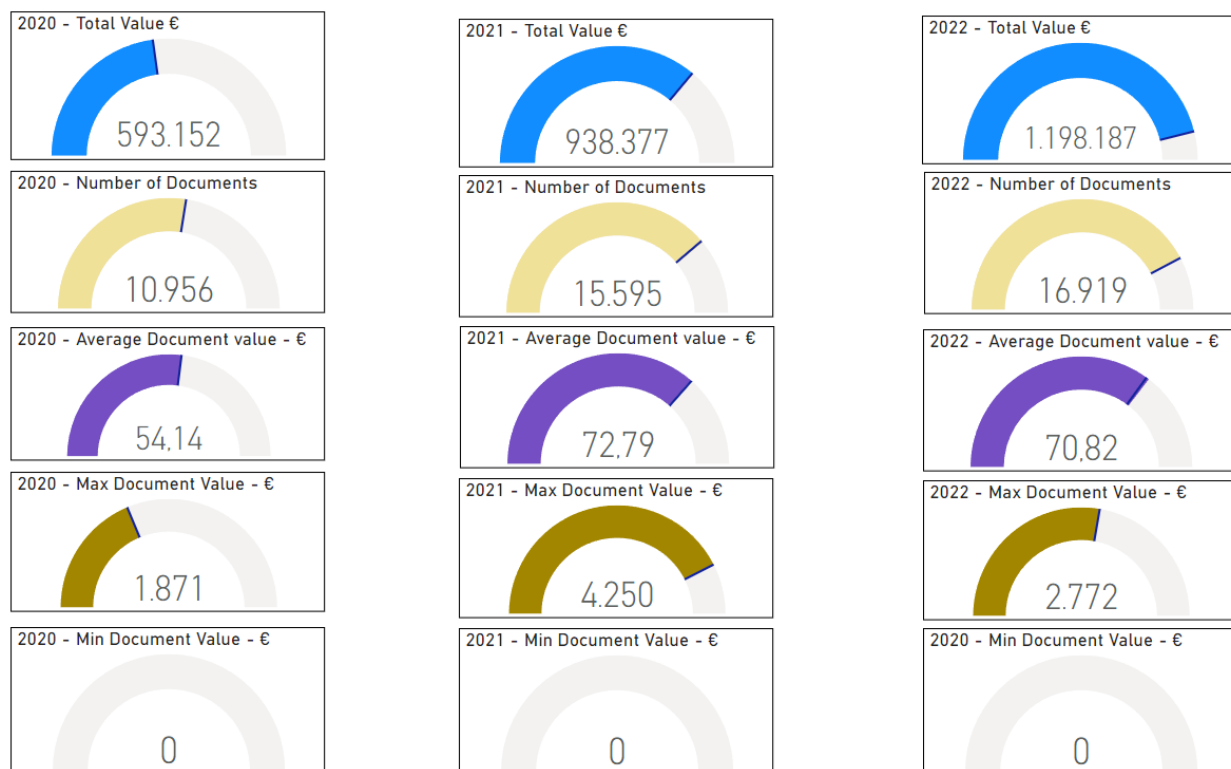 2020 - Total Value €
593.152
2021 - Total Value €
938.377
2022 - Total Value €
1.198.187
2020 - Number of Documents
10.956
2021 - Number of Documents
15.595
2022 - Number of Documents
16.919
2020 - Average Document value - €
54,14
2021 - Average Document value - €
72,79
2022 - Average Document value - €
70,82
2020 - Max Document Value - €
1.871
2021 - Max Document Value - €
4.250
2022 - Max Document Value - €
2.772
2020 - Min Document Value - €
0
2021 - Min Document Value - €
0
2020 - Min Document Value - €
0